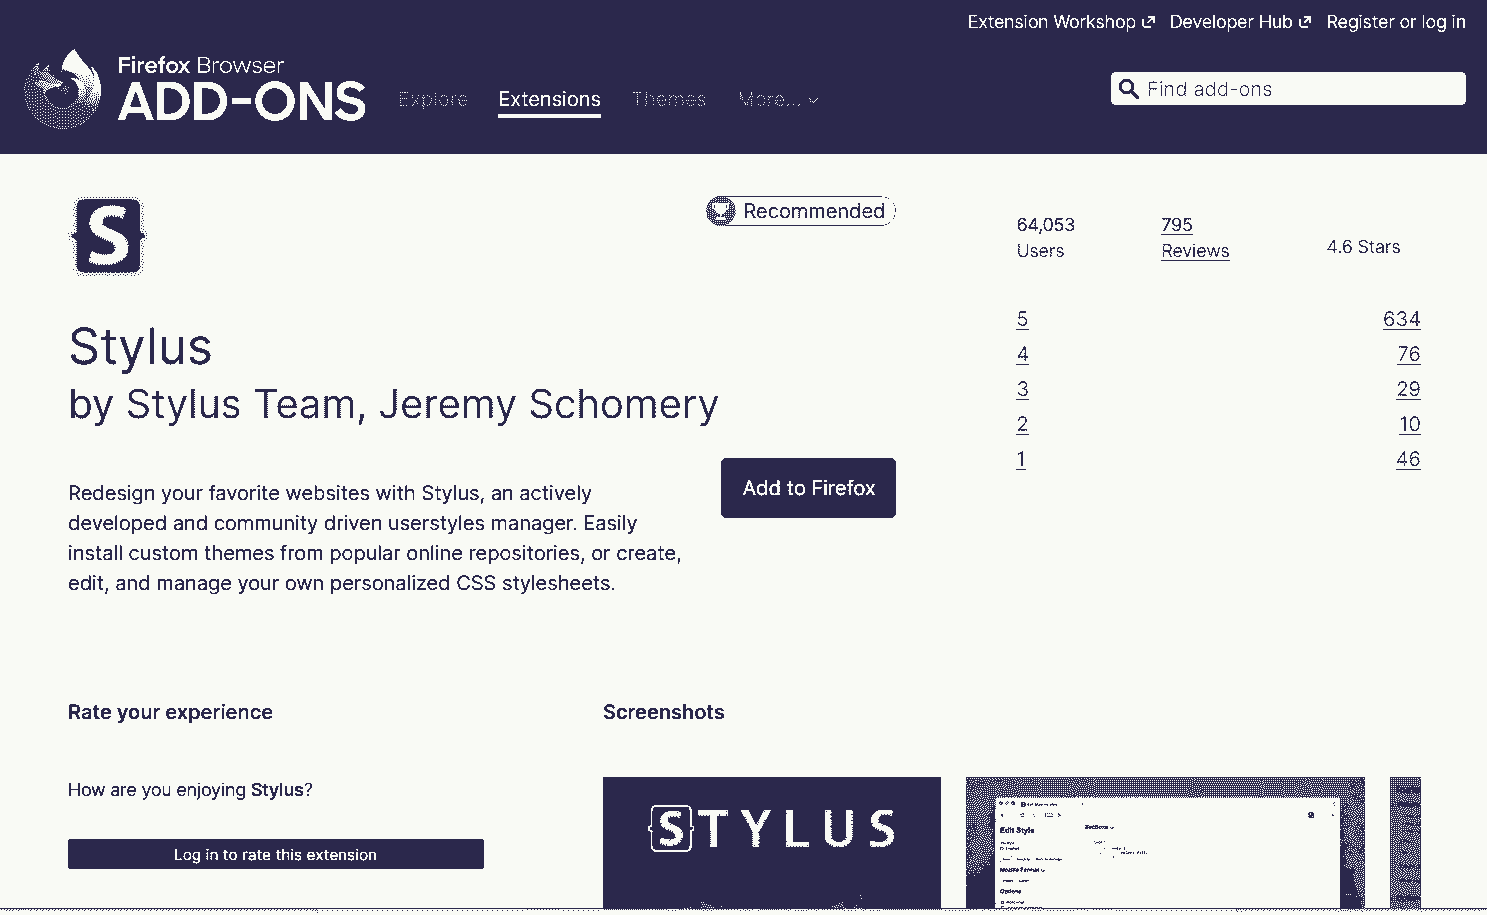 Extension Workshop Developer Hub Register or log in
Firefox Browser
ADD-ONS
Explore Extensions Themes More...
Find add-ons
S
Recommended
64,053
Users
795
Reviews
4.6 Stars
Stylus
by Stylus Team, Jeremy Schomery
5 634
4 76
3 29
2 10
1 46
Redesign your favorite websites with Stylus, an actively
developed and community driven userstyles manager. Easily
install custom themes from popular online repositories, or create,
edit, and manage your own personalized CSS stylesheets.
Add to Firefox
Rate your experience
Screenshots
How are you enjoying Stylus?
Log in to rate this extension
STYLUS
Edit Style
Sections
Mozilla Format
Options